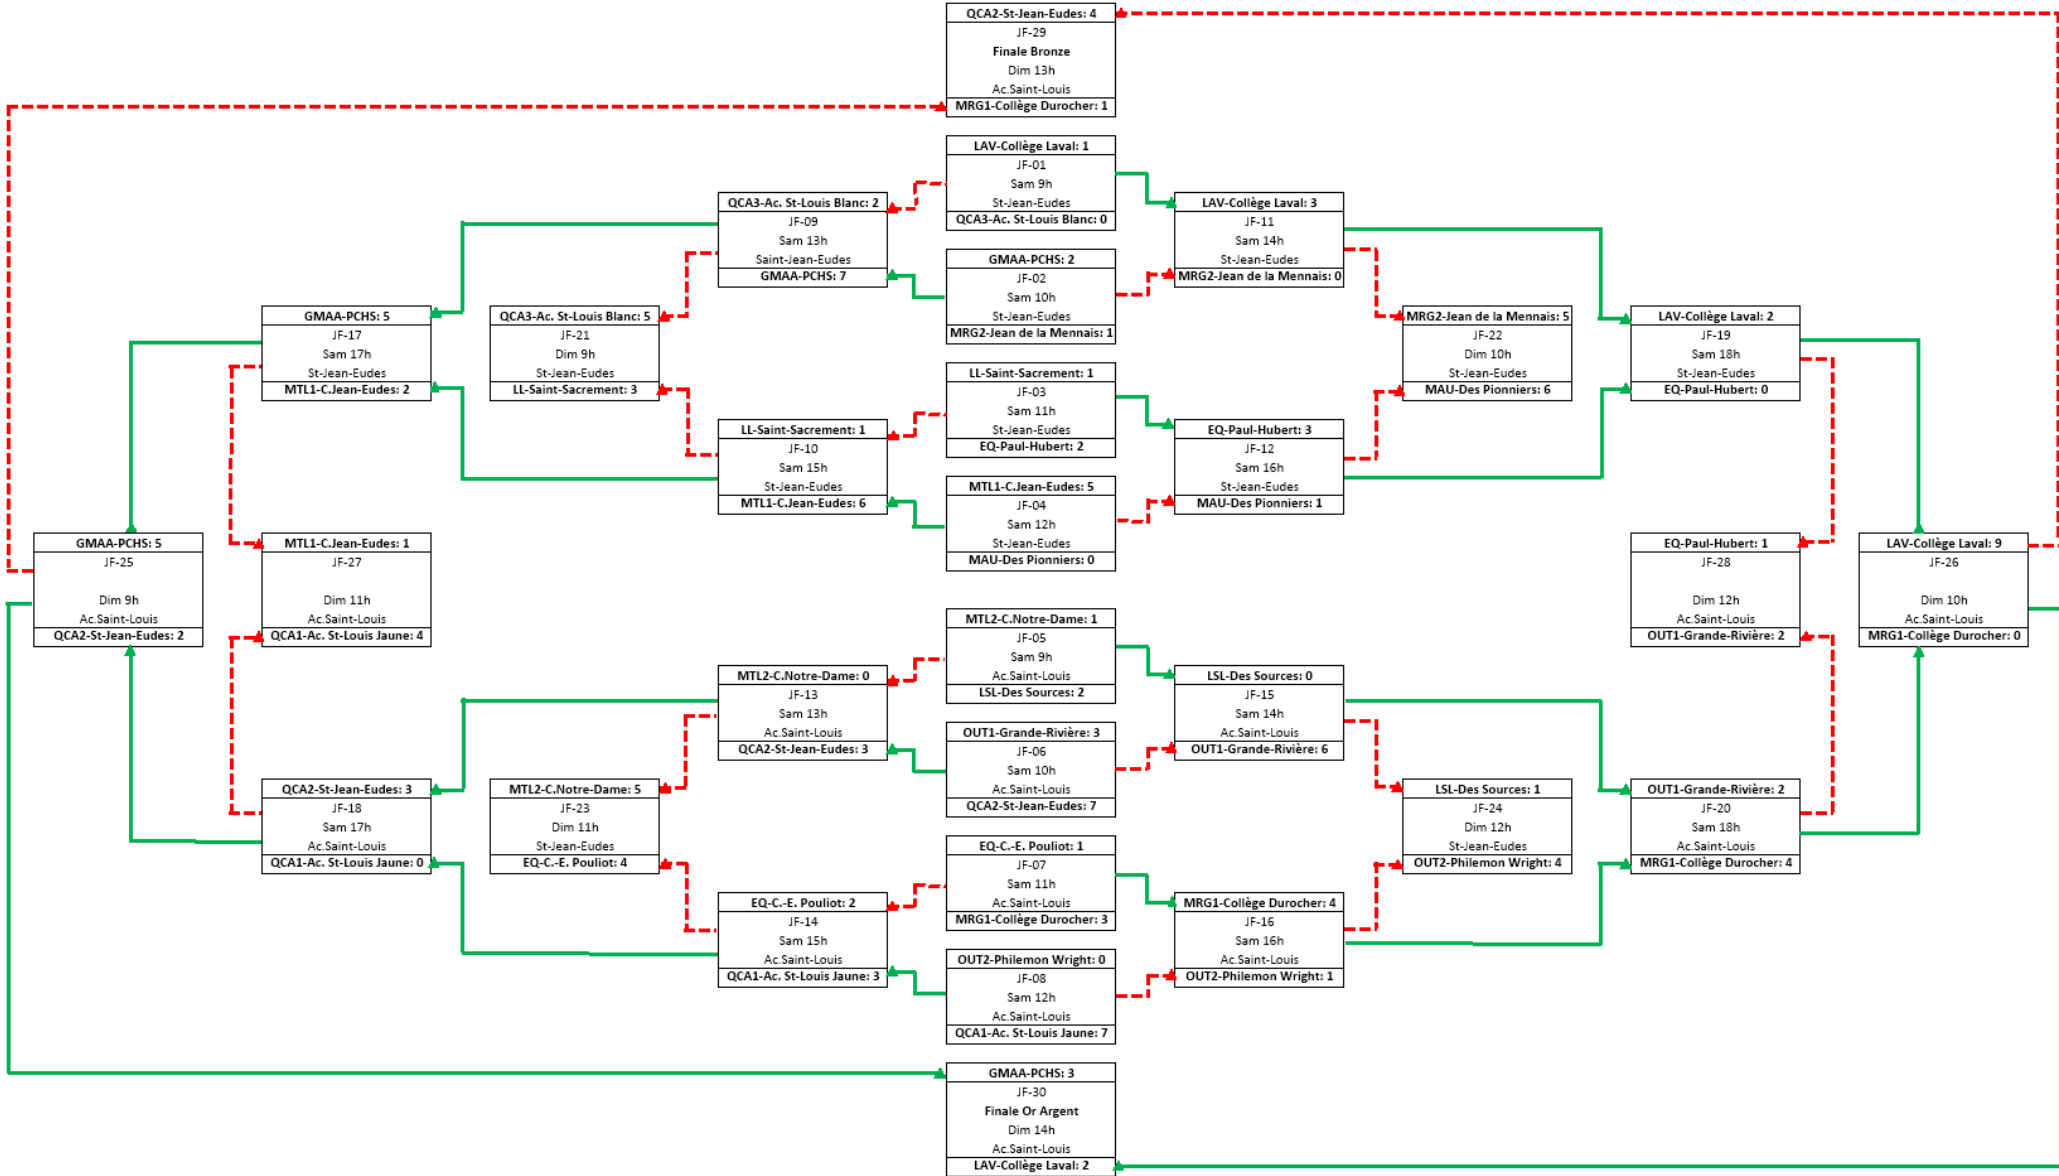 QCA2-St-Jean-Eudes: 4
JF-29
Finale Bronze
Dim 13h
Ac.Saint-Louis
MRG1-Collège Durocher: 1
LAV-Collège Laval: 1
JF-01
Sam 9h
St-Jean-Eudes
QCA3-Ac. St-Louis Blanc: 0
QCA3-Ac. St-Louis Blanc: 2
JF-09
Sam 13h
Saint-Jean-Eudes
GMAA-PCHS: 7
LAV-Collège Laval: 3
JF-11
Sam 14h
St-Jean-Eudes
MRG2-Jean de la Mennais: 0
GMAA-PCHS: 2
JF-02
Sam 10h
St-Jean-Eudes
MRG2-Jean de la Mennais: 1
GMAA-PCHS: 5
JF-17
Sam 17h
St-Jean-Eudes
MTL1-C.Jean-Eudes: 2
QCA3-Ac. St-Louis Blanc: 5
JF-21
Dim 9h
St-Jean-Eudes
LL-Saint-Sacrement: 3
MRG2-Jean de la Mennais: 5
JF-22
Dim 10h
St-Jean-Eudes
MAU-Des Pionniers: 6
LAV-Collège Laval: 2
JF-19
Sam 18h
St-Jean-Eudes
EQ-Paul-Hubert: 0
LL-Saint-Sacrement: 1
JF-03
Sam 11h
St-Jean-Eudes
EQ-Paul-Hubert: 2
LL-Saint-Sacrement: 1
JF-10
Sam 15h
St-Jean-Eudes
MTL1-C.Jean-Eudes: 6
EQ-Paul-Hubert: 3
JF-12
Sam 16h
St-Jean-Eudes
MAU-Des Pionniers: 1
MTL1-C.Jean-Eudes: 5
JF-04
Sam 12h
St-Jean-Eudes
MAU-Des Pionniers: 0
GMAA-PCHS: 5
JF-25
Dim 9h
Ac.Saint-Louis
QCA2-St-Jean-Eudes: 2
MTL1-C.Jean-Eudes: 1
JF-27
Dim 11h
Ac.Saint-Louis
QCA1-Ac. St-Louis Jaune: 4
EQ-Paul-Hubert: 1
JF-28
Dim 12h
Ac.Saint-Louis
OUT1-Grande-Rivière: 2
LAV-Collège Laval: 9
JF-26
Dim 10h
Ac.Saint-Louis
MRG1-Collège Durocher: 0
MTL2-C.Notre-Dame: 1
JF-05
Sam 9h
Ac.Saint-Louis
LSL-Des Sources: 2
MTL2-C.Notre-Dame: 0
JF-13
Sam 13h
Ac.Saint-Louis
QCA2-St-Jean-Eudes: 3
LSL-Des Sources: 0
JF-15
Sam 14h
Ac.Saint-Louis
OUT1-Grande-Rivière: 6
OUT1-Grande-Rivière: 3
JF-06
Sam 10h
Ac.Saint-Louis
QCA2-St-Jean-Eudes: 7
QCA2-St-Jean-Eudes: 3
JF-18
Sam 17h
Ac.Saint-Louis
QCA1-Ac. St-Louis Jaune: 0
MTL2-C.Notre-Dame: 5
JF-23
Dim 11h
St-Jean-Eudes
EQ-C.-E. Pouliot: 4
LSL-Des Sources: 1
JF-24
Dim 12h
St-Jean-Eudes
OUT2-Philemon Wright: 4
OUT1-Grande-Rivière: 2
JF-20
Sam 18h
Ac.Saint-Louis
MRG1-Collège Durocher: 4
EQ-C.-E. Pouliot: 1
JF-07
Sam 11h
Ac.Saint-Louis
MRG1-Collège Durocher: 3
EQ-C.-E. Pouliot: 2
JF-14
Sam 15h
Ac.Saint-Louis
QCA1-Ac. St-Louis Jaune: 3
MRG1-Collège Durocher: 4
JF-16
Sam 16h
Ac.Saint-Louis
OUT2-Philemon Wright: 1
OUT2-Philemon Wright: 0
JF-08
Sam 12h
Ac.Saint-Louis
QCA1-Ac. St-Louis Jaune: 7
GMAA-PCHS: 3
JF-30
Finale Or Argent
Dim 14h
Ac.Saint-Louis
LAV-Collège Laval: 2